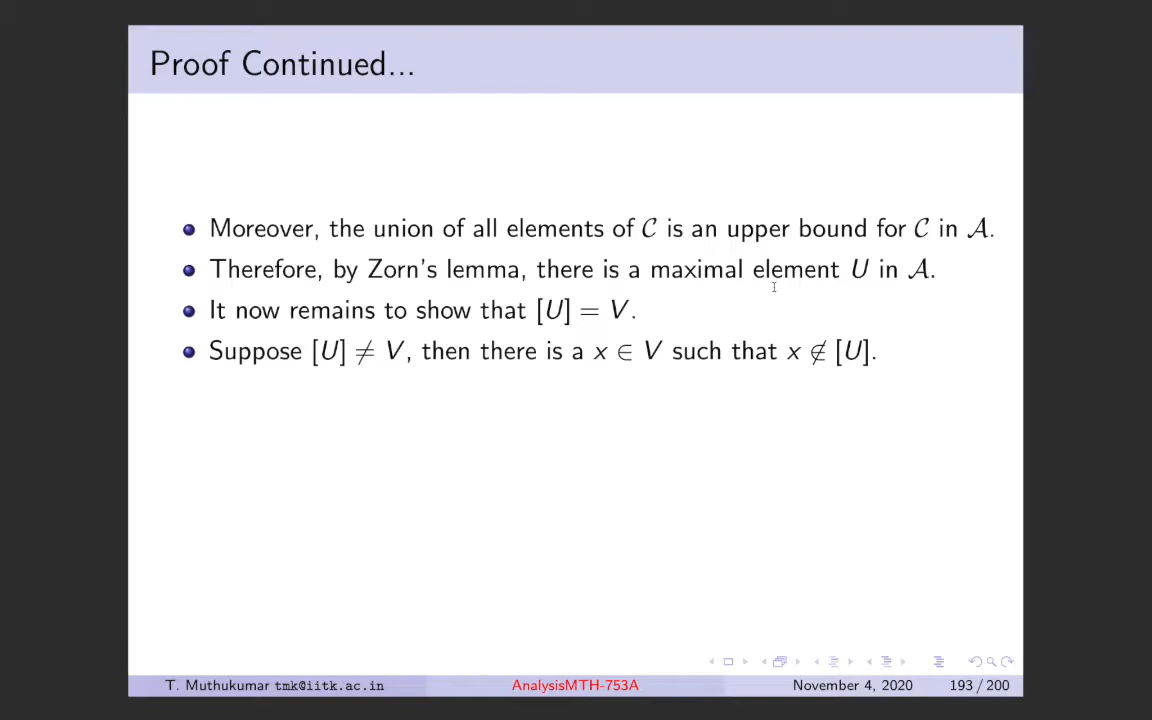 Proof Continued...
Moreover, the union of all elements of 𝒞 is an upper bound for 𝒞 in 𝒜.
Therefore, by Zorn's lemma, there is a maximal element U in 𝒜.
It now remains to show that [U] = V.
Suppose [U] ≠ V, then there is a x ∈ V such that x ∉ [U].
T. Muthukumar tmk@iitk.ac.in AnalysisMTH-753A November 4, 2020 193 / 200